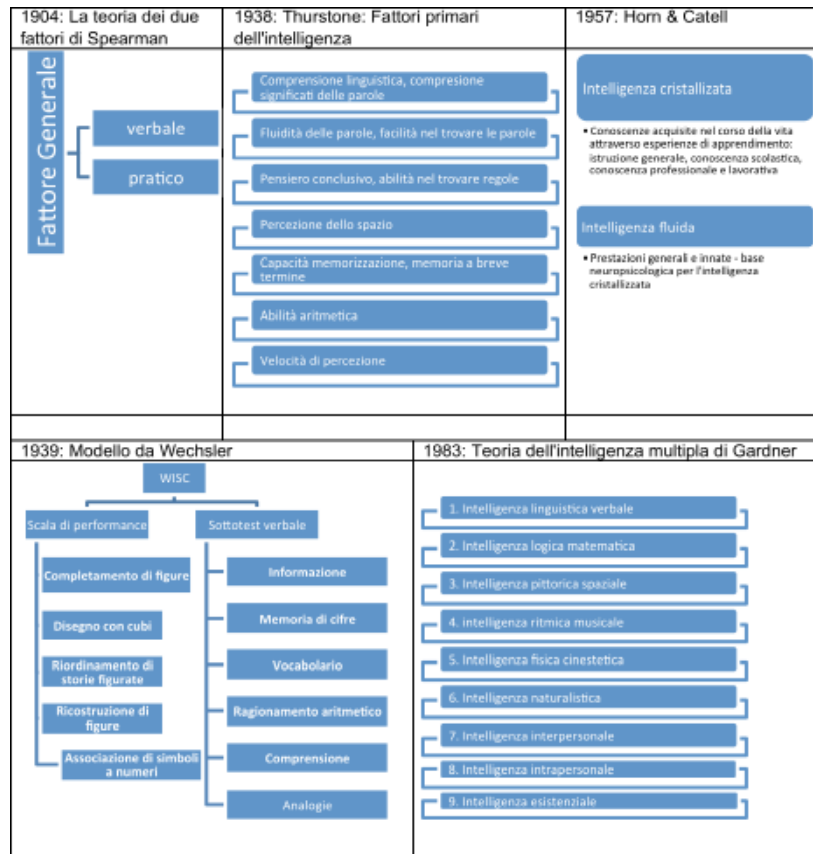 1904: La teoria dei due
fattori di Spearman
Fattore Generale
verbale
pratico
1938: Thurstone: Fattori primari
dell'intelligenza
Comprensione linguistica, compresione
significati delle parole
Fluidità delle parole, facilità nel trovare le parole
Pensiero conclusivo, abilità nel trovare regole
Percezione dello spazio
Capacità memorizzazione, memoria a breve
termine
Abilità aritmetica
Velocità di percezione
1957: Horn & Catell
Intelligenza cristallizata
• Conoscenze acquisite nel corso della vita
attraverso esperienze di apprendimento:
istruzione generale, conoscenza scolastica,
conoscenza professionale e lavorativa
Intelligenza fluida
• Prestazioni generali e innate - base
neuropsicologica per l'intelligenza
cristallizata
1939: Modello da Wechsler
WISC
Scala di performance
Completamento di figure
Disegno con cubi
Riordinamento di
storie figurate
Ricostruzione di
figure
Associazione di simboli
a numeri
Sottotest verbale
Informazione
Memoria di cifre
Vocabolario
Ragionamento aritmetico
Comprensione
Analogie
1983: Teoria dell'intelligenza multipla di Gardner
1. Intelligenza linguistica verbale
2. Intelligenza logica matematica
3. Intelligenza pittorica spaziale
4. intelligenza ritmica musicale
5. Intelligenza fisica cinestetica
6. Intelligenza naturalistica
7. Intelligenza interpersonale
8. Intelligenza intrapersonale
9. Intelligenza esistenziale